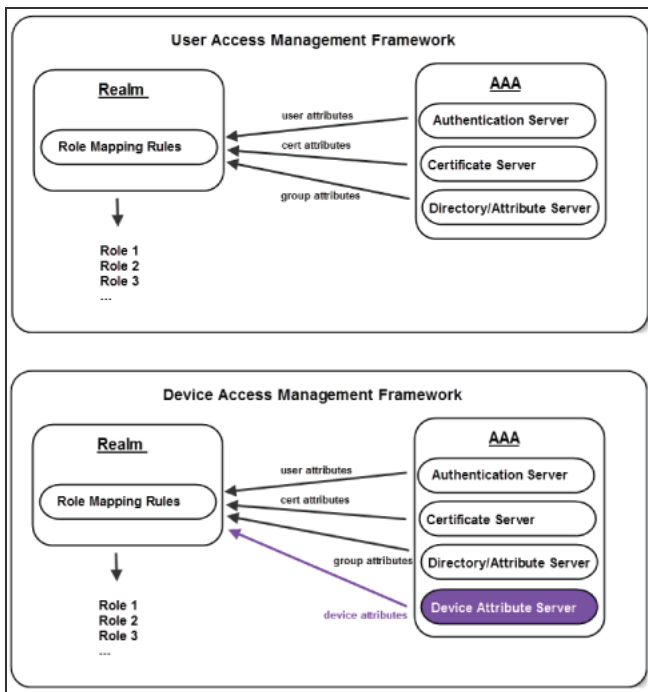 User Access Management Framework
Realm
Role Mapping Rules
Role 1
Role 2
Role 3
...
user attributes
cert attributes
group attributes
AAA
Authentication Server
Certificate Server
Directory/Attribute Server
Device Access Management Framework
Realm
Role Mapping Rules
Role 1
Role 2
Role 3
...
user attributes
cert attributes
group attributes
device attributes
AAA
Authentication Server
Certificate Server
Directory/Attribute Server
Device Attribute Server